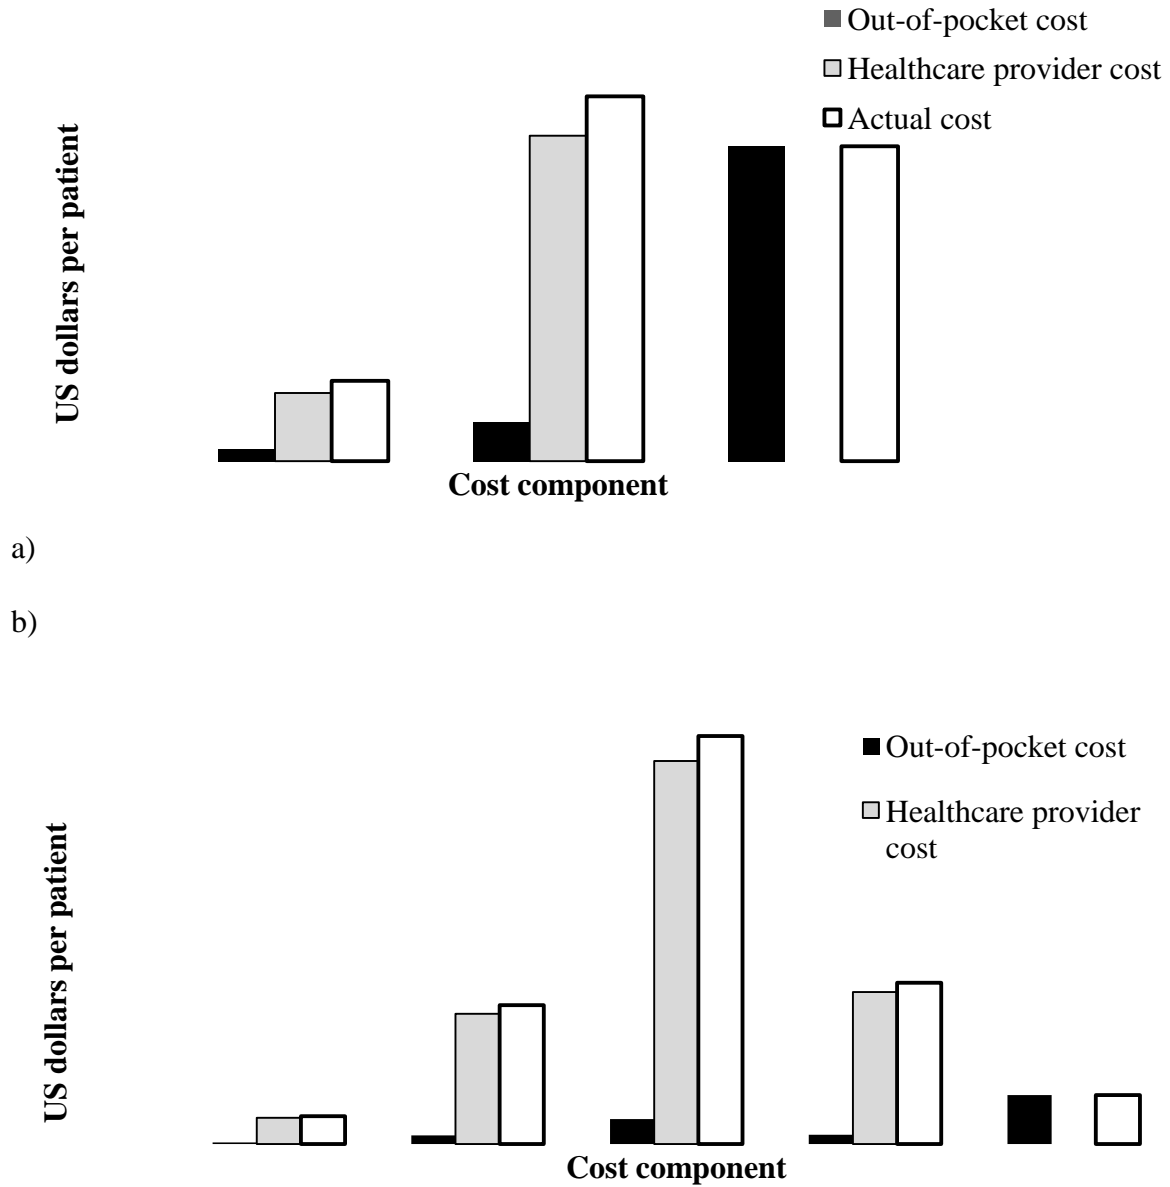 Out-of-pocket cost
Healthcare provider cost
Actual cost
US dollars per patient
Cost component
a)
b)
Out-of-pocket cost
Healthcare provider
cost
US dollars per patient
Cost component